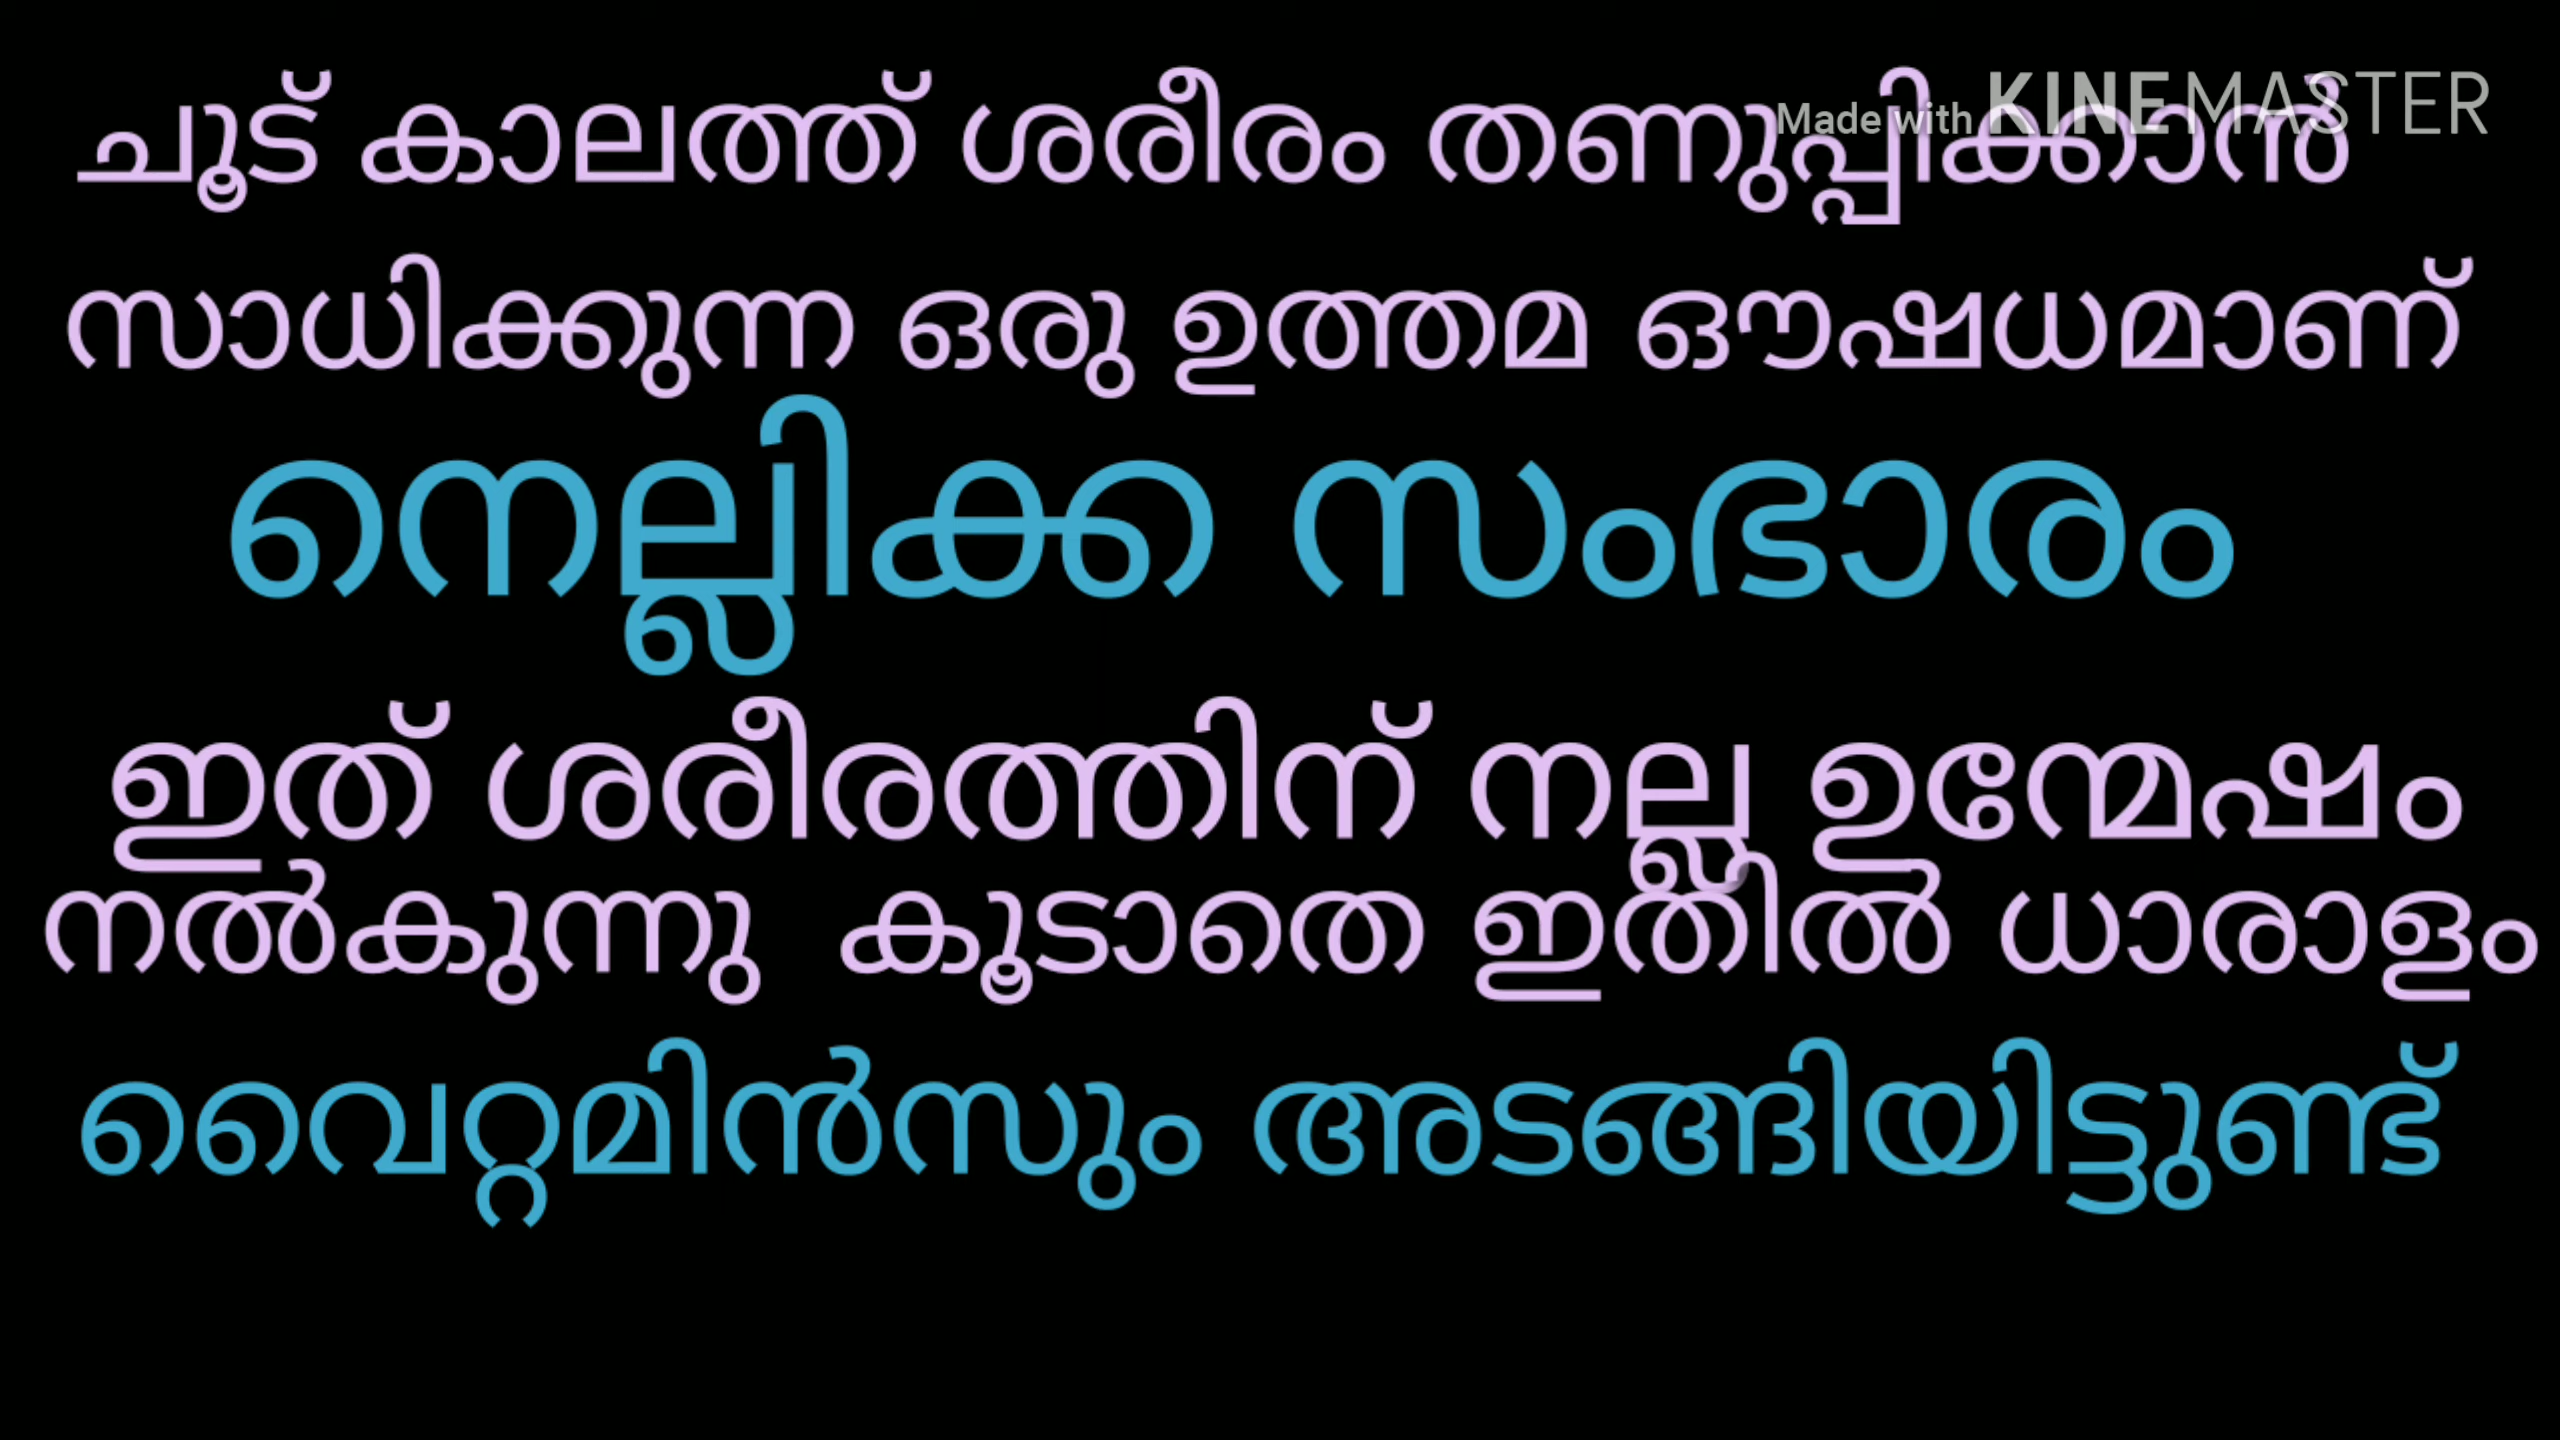 ചൂട് കാലത്ത് ശരീരം തണുപ്പിക്കാൻ
Made with KINEMASTER
സാധിക്കുന്ന ഒരു ഉത്തമ ഔഷധമാണ്
നെല്ലിക്ക സംഭാരം
ഇത് ശരീരത്തിന് നല്ല ഉന്മേഷം
നൽകുന്നു കൂടാതെ ഇതിൽ ധാരാളം
വൈറ്റമിൻസും അടങ്ങിയിട്ടുണ്ട്